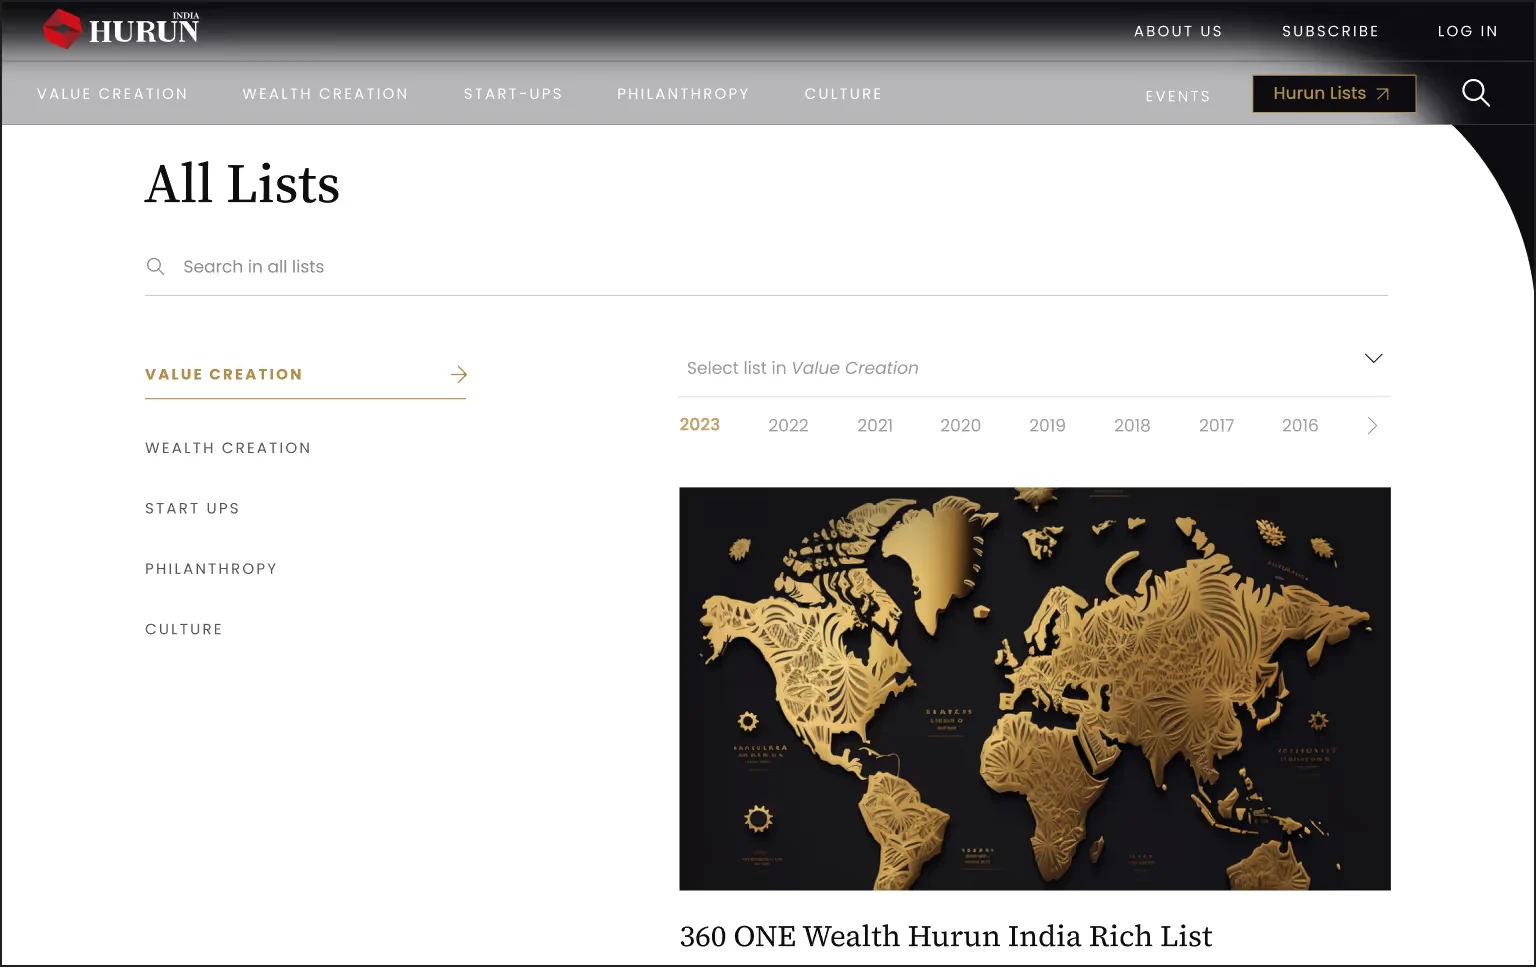 HURUN INDIA
ABOUT US SUBSCRIBE LOG IN
VALUE CREATION WEALTH CREATION START-UPS PHILANTHROPY CULTURE EVENTS Hurun Lists
All Lists
Search in all lists
VALUE CREATION
WEALTH CREATION
START UPS
PHILANTHROPY
CULTURE
Select list in Value Creation
2023 2022 2021 2020 2019 2018 2017 2016
360 ONE Wealth Hurun India Rich List